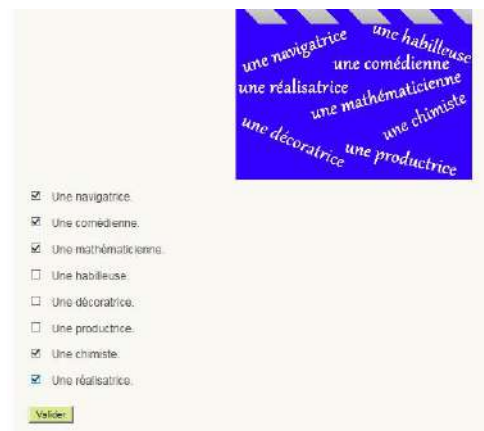 une navigatrice
une habilleuse
une comédienne
une réalisatrice
une mathématicienne
une chimiste
une décoratrice
une productrice
Une navigatrice.
Une comédienne.
Une mathématicienne.
Une habilleuse.
Une décoratrice.
Une productrice.
Une chimiste.
Une réalisatrice.
Valider